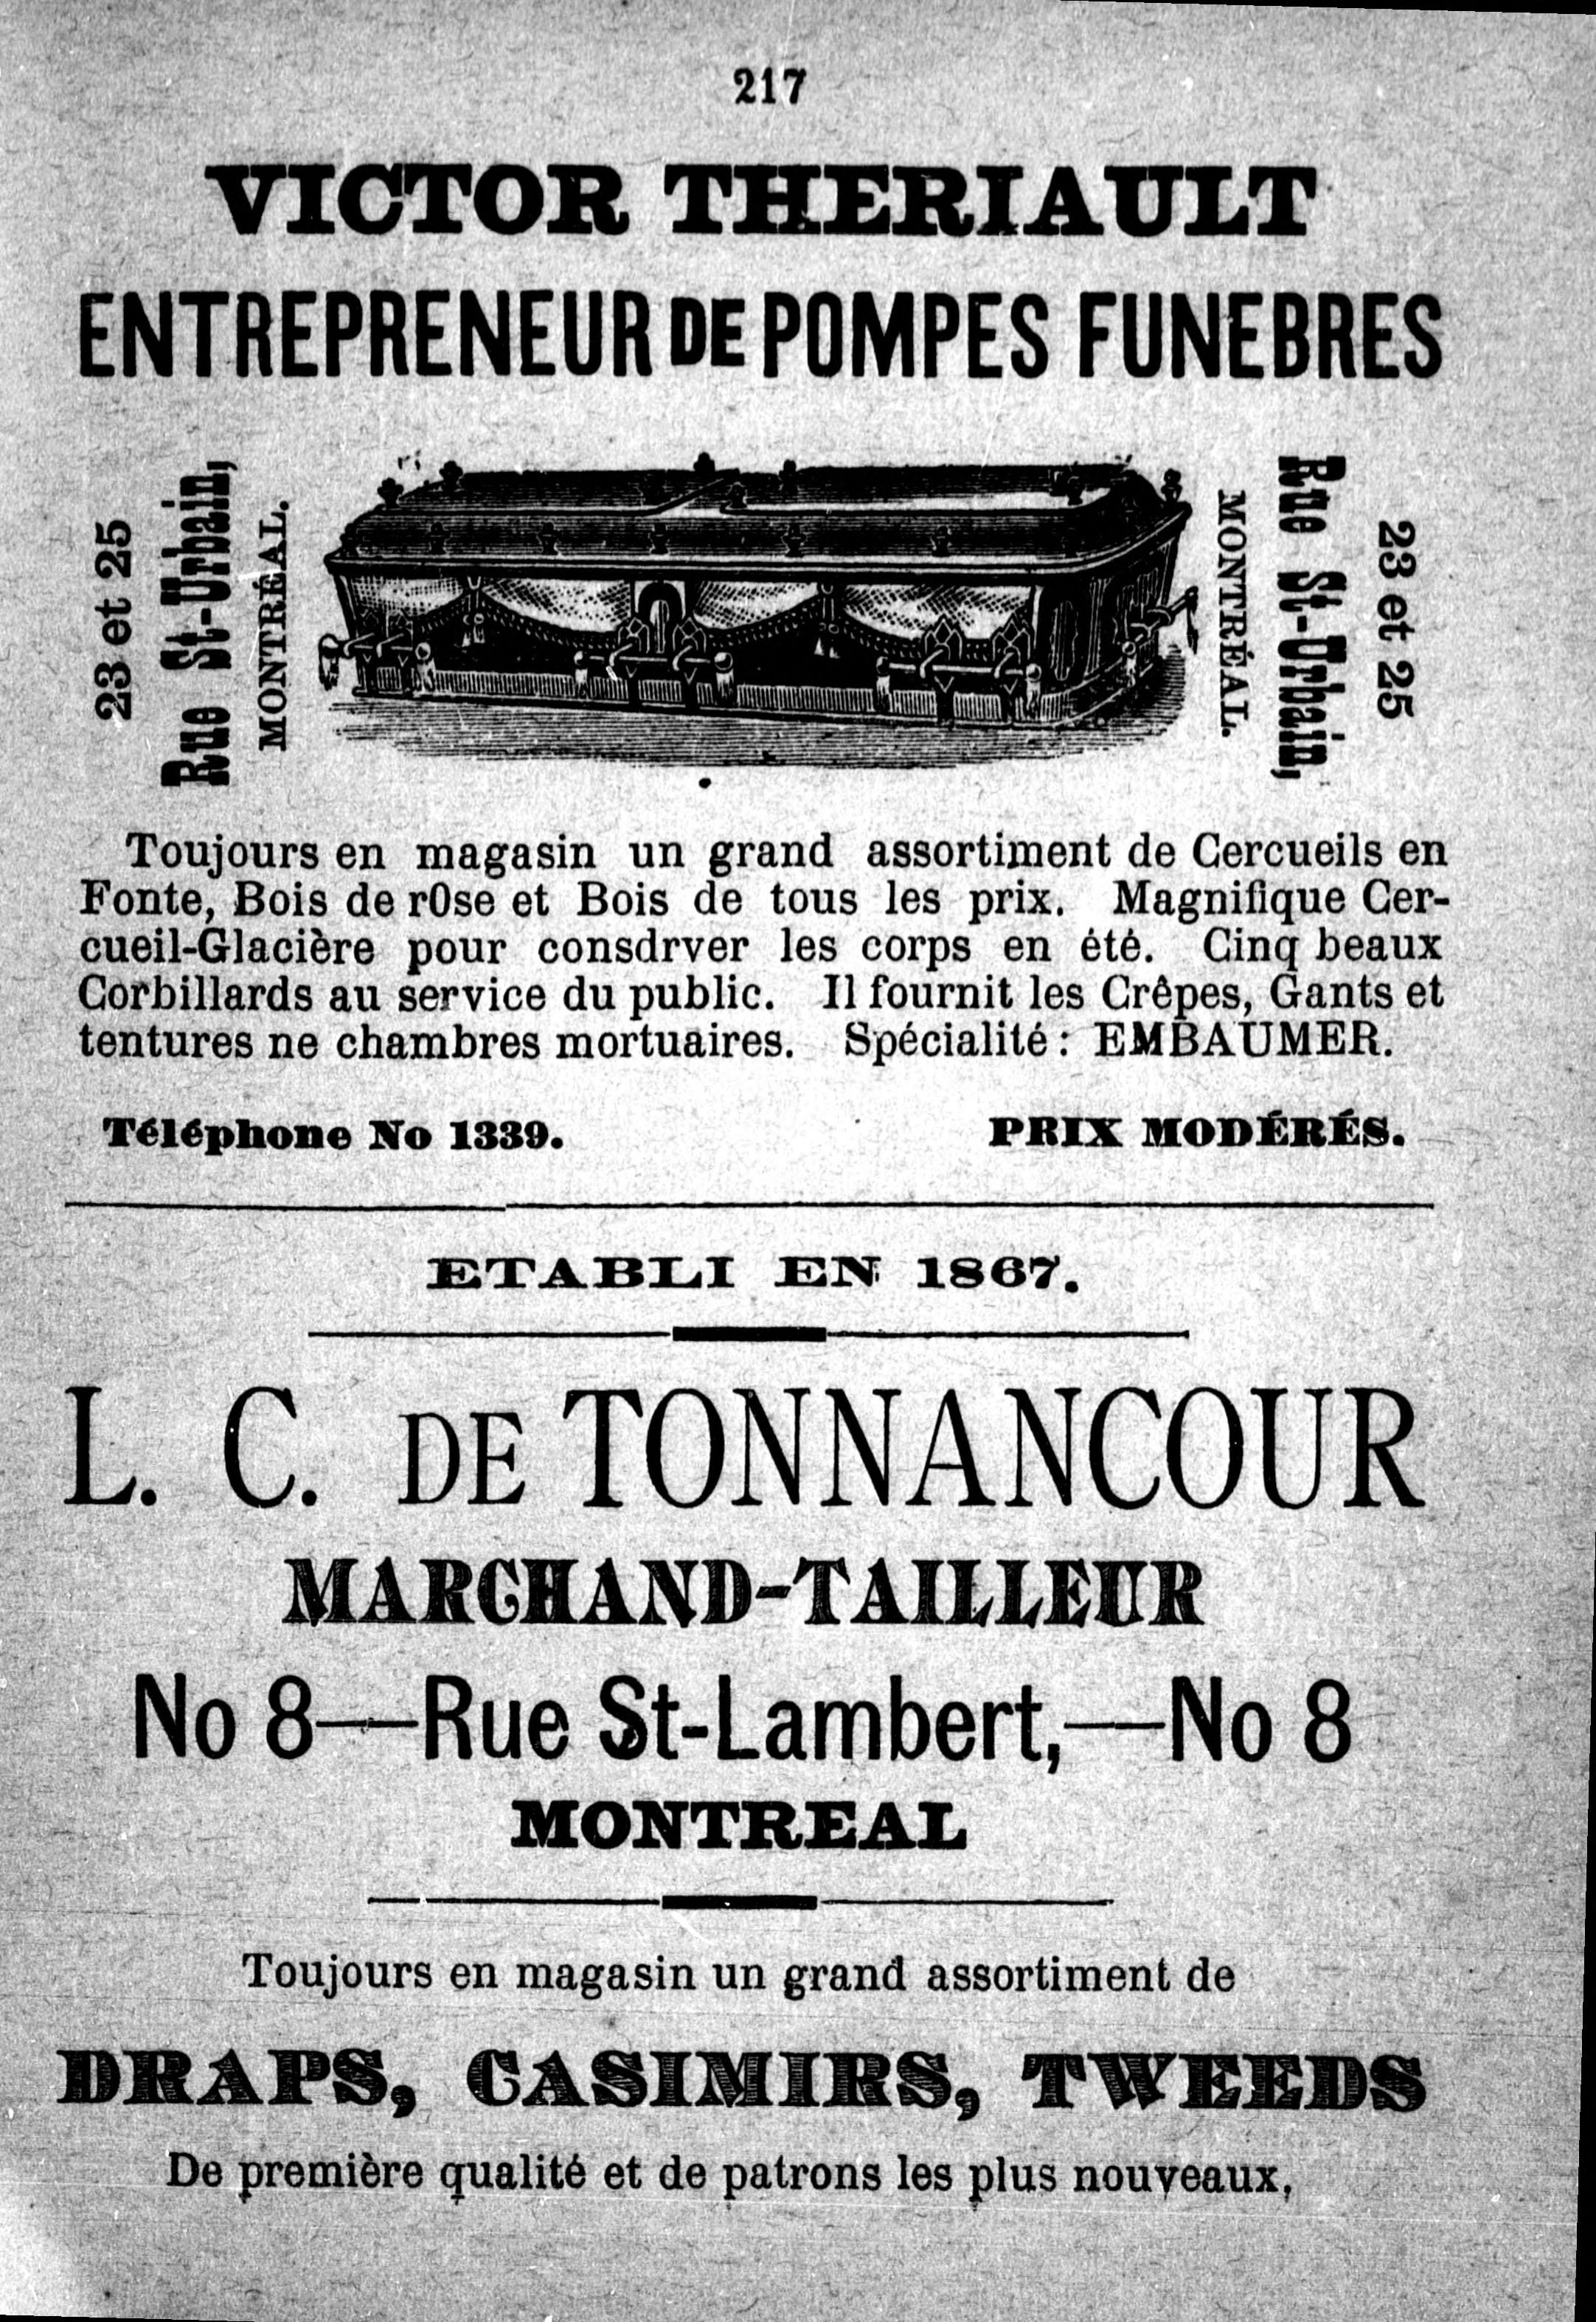 217
VICTOR THERIAULT
ENTREPRENEUR DE POMPES FUNEBRES
23 et 25
Rue St-Urbain,
MONTRÉAL.
MONTRÉAL.
Rue St-Urbain,
23 et 25
Toujours en magasin un grand assortiment de Cercueils en
Fonte, Bois de rOse et Bois de tous les prix. Magnifique Cer-
cueil-Glacière pour consdrver les corps en été. Cinq beaux
Corbillards au service du public. Il fournit les Crêpes, Gants et
tentures ne chambres mortuaires. Spécialité : EMBAUMER.
Téléphone No 1339. PRIX MODÉRÉS.
ETABLI EN 1867.
L. C. DE TONNANCOUR
MARCHAND-TAILLEUR
No 8—Rue St-Lambert,—No 8
MONTREAL
Toujours en magasin un grand assortiment de
DRAPS, CASIMIRS, TWEEDS
De première qualité et de patrons les plus nouveaux,